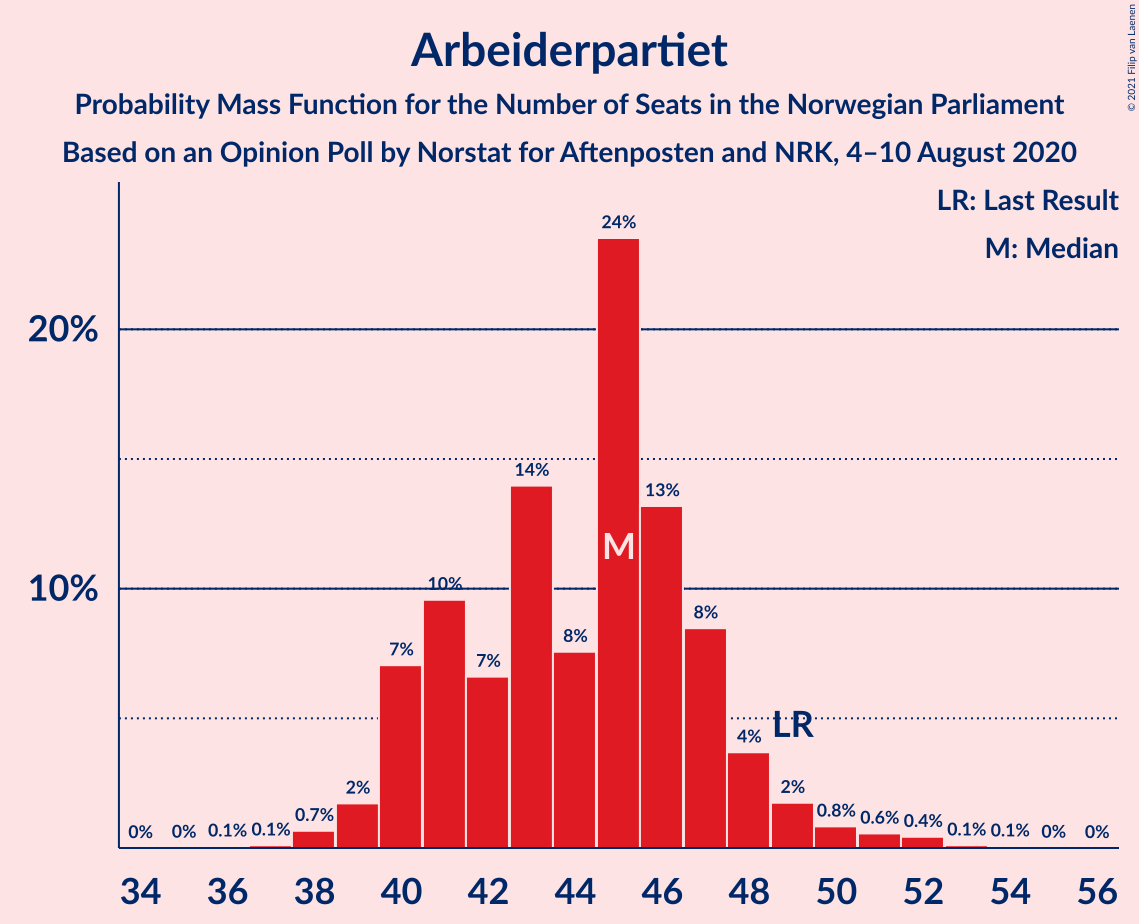 Arbeiderpartiet
Probability Mass Function for the Number of Seats in the Norwegian Parliament
Based on an Opinion Poll by Norstat for Aftenposten and NRK, 4–10 August 2020
© 2021 Filip van Laenen
LR: Last Result
M: Median
20%
10%
0%
0%
0.1%
0.1%
0.7%
2%
7%
10%
7%
14%
8%
24%
13%
8%
4%
2%
0.8%
0.6%
0.4%
0.1%
0.1%
0%
0%
M
LR
34 36 38 40 42 44 46 48 50 52 54 56